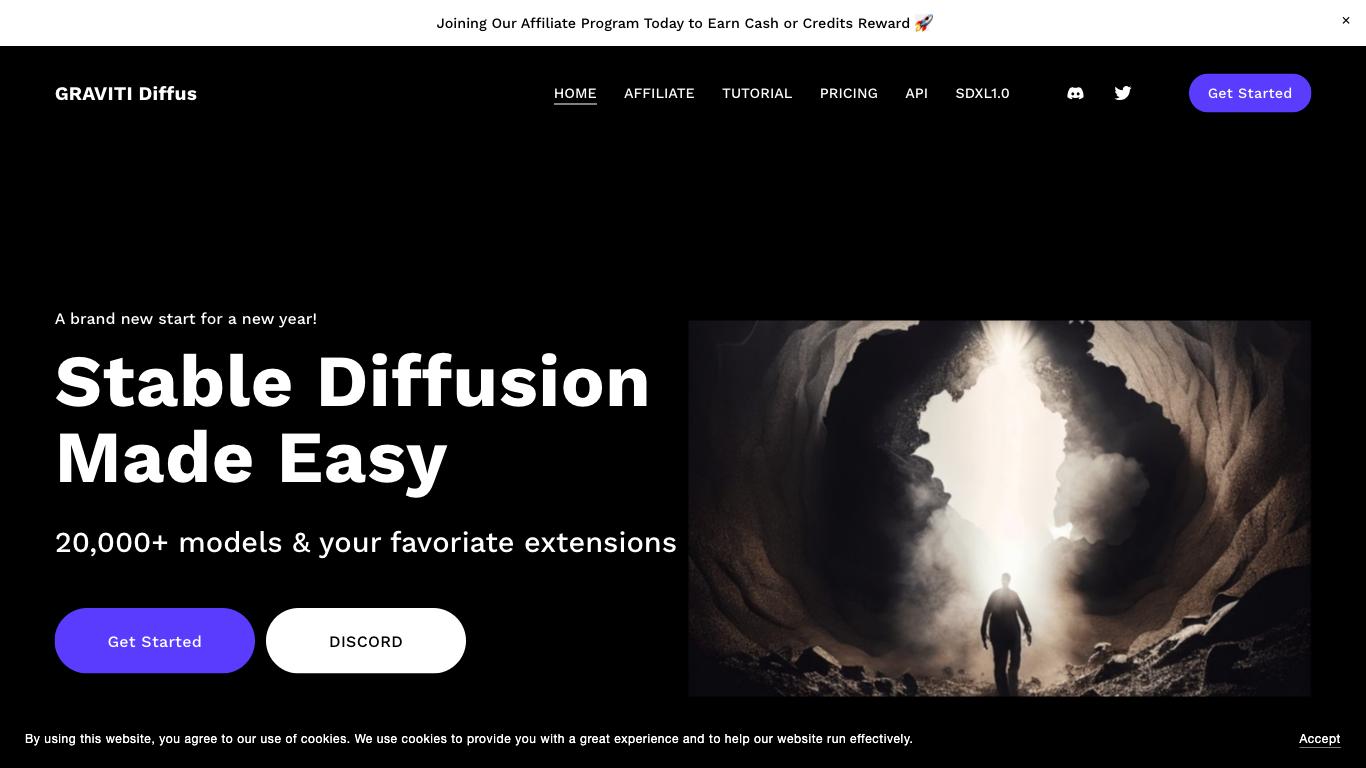 Joining Our Affiliate Program Today to Earn Cash or Credits Reward 🚀
×
GRAVITI Diffus
HOME
AFFILIATE
TUTORIAL
PRICING
API
SDXL1.0
Get Started
A brand new start for a new year!
Stable Diffusion
Made Easy
20,000+ models & your favoriate extensions
Get Started
DISCORD
By using this website, you agree to our use of cookies. We use cookies to provide you with a great experience and to help our website run effectively.
Accept